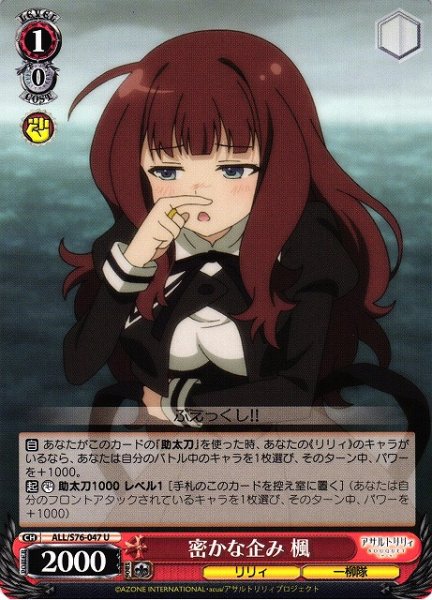 LEVEL
1
0
COST
ぶえっくし!!
自 あなたがこのカードの「助太刀」を使った時、あなたの《リリィ》のキャラが
いるなら、あなたは自分のバトル中のキャラを1枚選び、そのターン中、パワー
を+1000。
起 助太刀1000 レベル1 [手札のこのカードを控え室に置く] (あなたは自
分のフロントアタックされているキャラを1枚選び、そのターン中、パワーを
+1000)
CH ALL/S76-047 U
2000
密かな企み 楓
アサルトリリィ
BOUQUET
リリィ
一柳隊
©AZONE INTERNATIONAL・acus/アサルトリリィプロジェクト